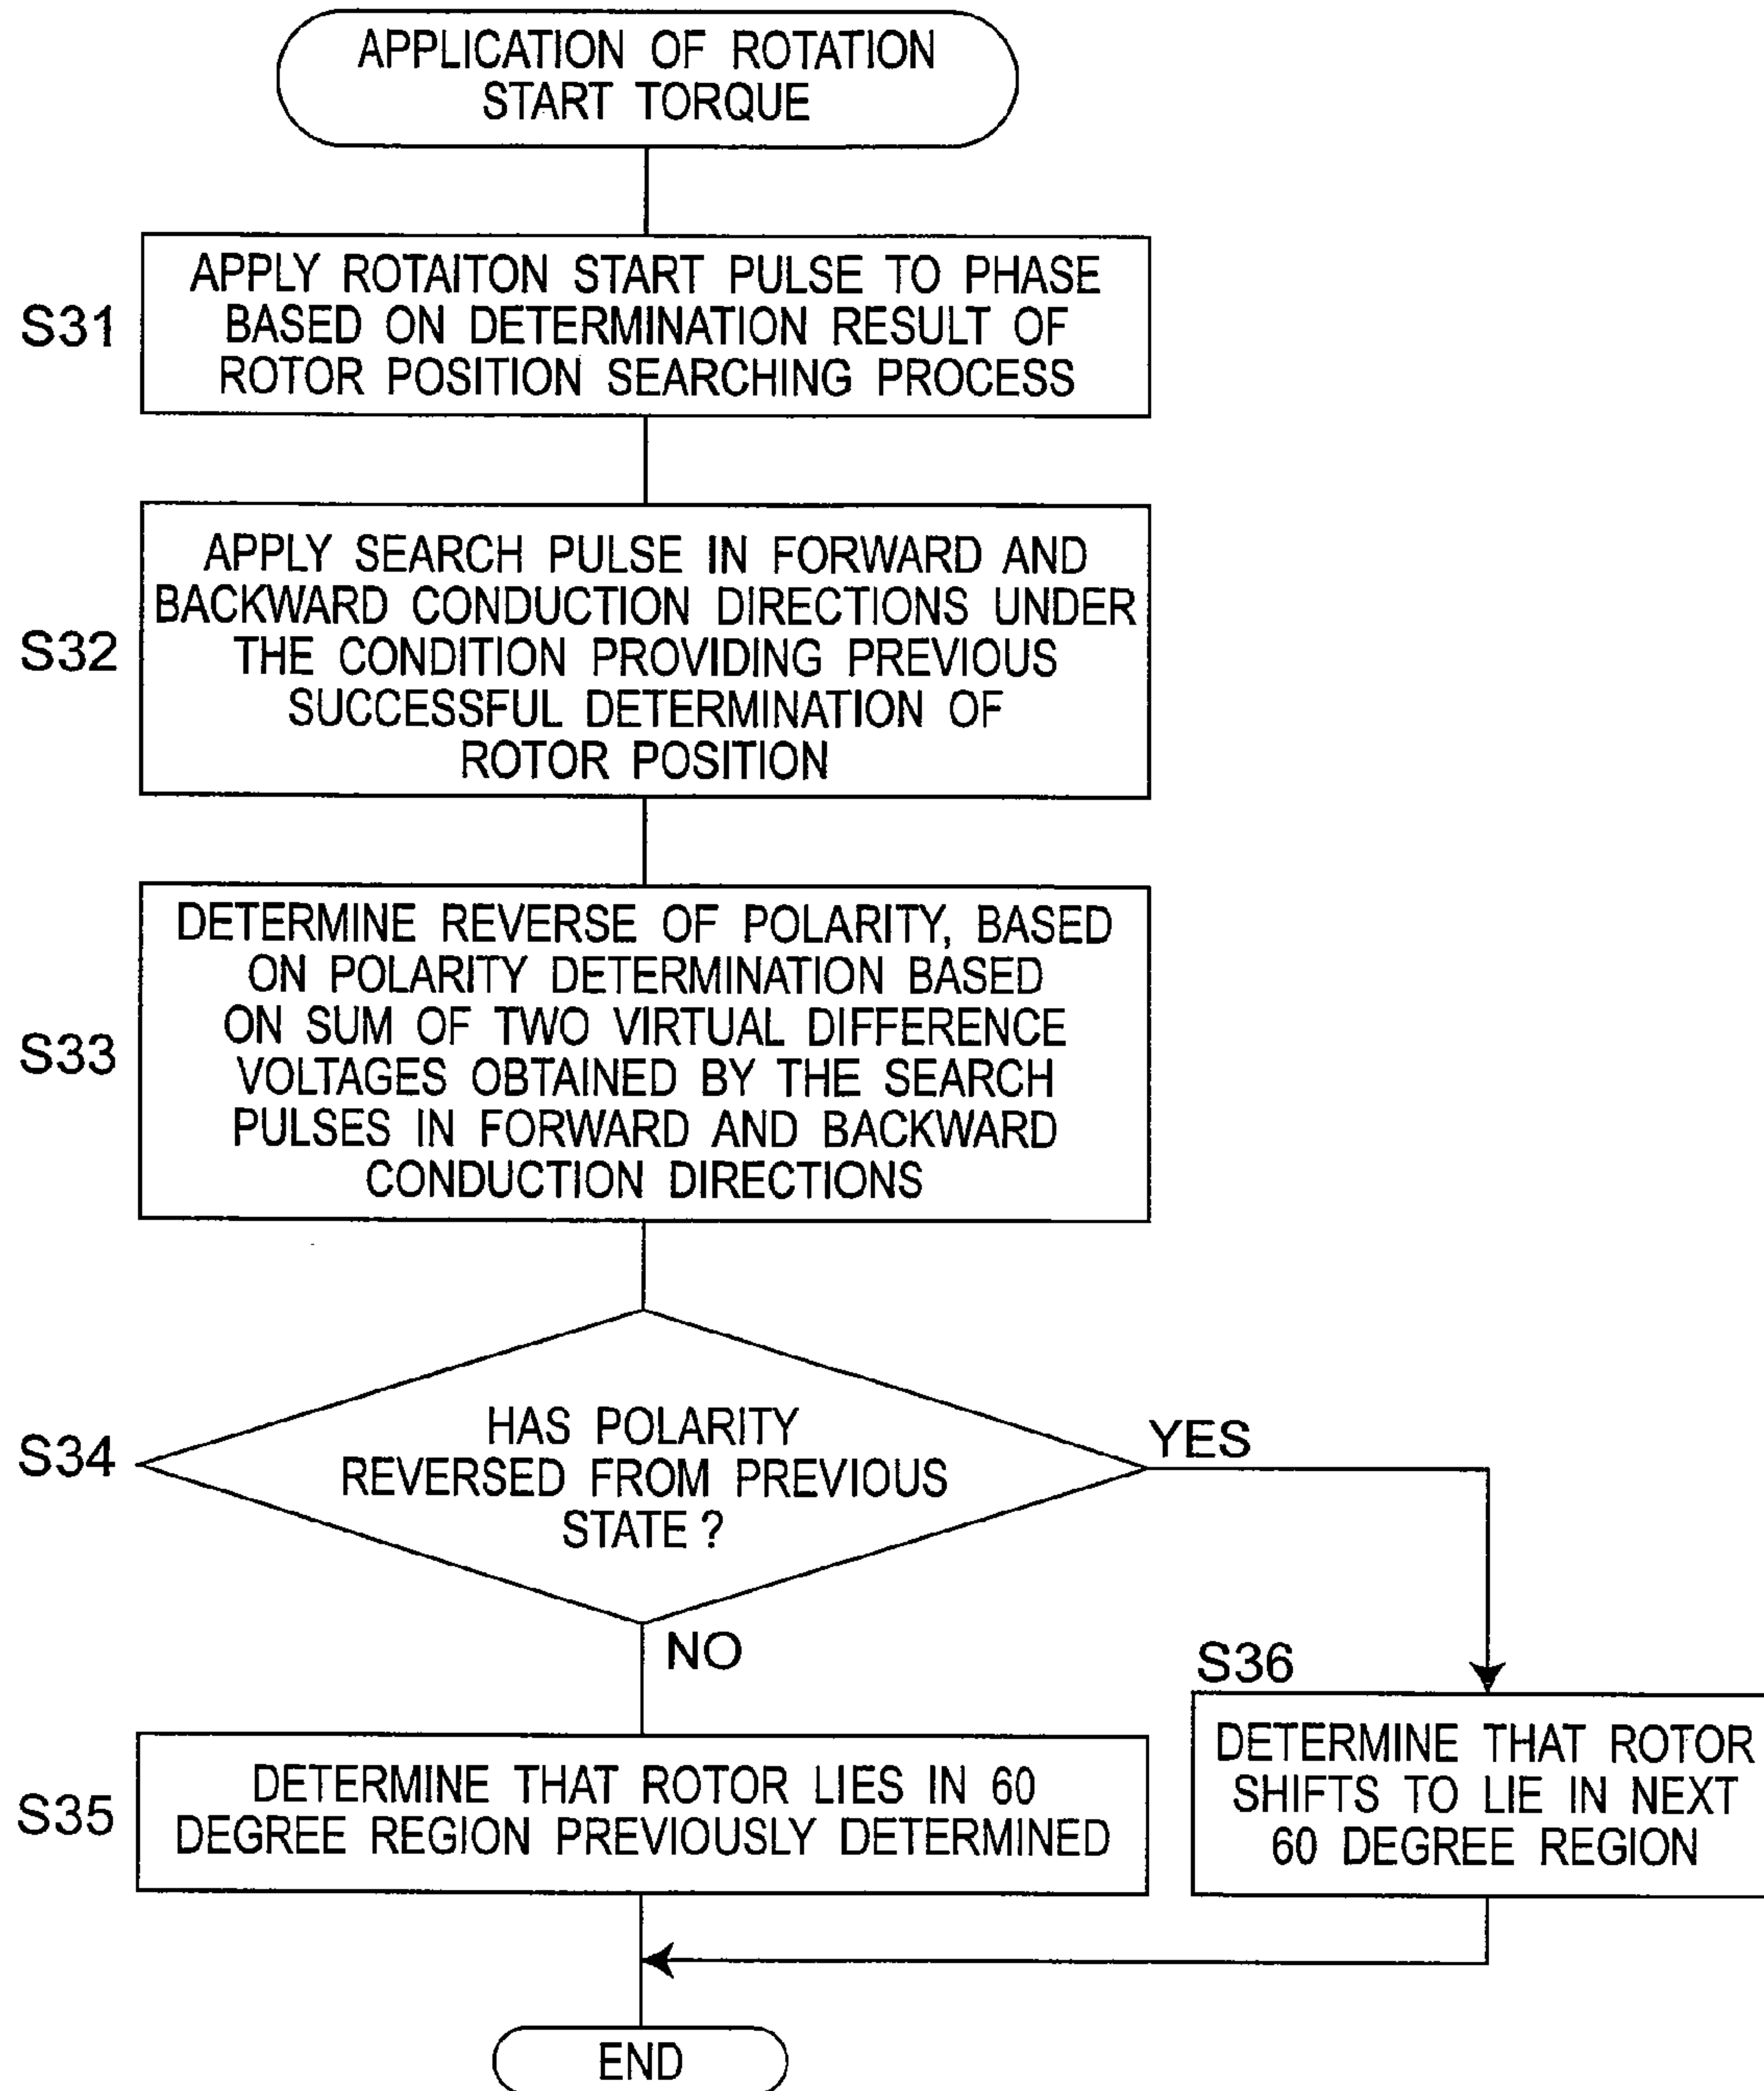 APPLICATION OF ROTATION
START TORQUE
S31
APPLY ROTAITON START PULSE TO PHASE
BASED ON DETERMINATION RESULT OF
ROTOR POSITION SEARCHING PROCESS
S32
APPLY SEARCH PULSE IN FORWARD AND
BACKWARD CONDUCTION DIRECTIONS UNDER
THE CONDITION PROVIDING PREVIOUS
SUCCESSFUL DETERMINATION OF
ROTOR POSITION
S33
DETERMINE REVERSE OF POLARITY, BASED
ON POLARITY DETERMINATION BASED
ON SUM OF TWO VIRTUAL DIFFERENCE
VOLTAGES OBTAINED BY THE SEARCH
PULSES IN FORWARD AND BACKWARD
CONDUCTION DIRECTIONS
S34
HAS POLARITY
REVERSED FROM PREVIOUS
STATE ?
YES
NO
S35
DETERMINE THAT ROTOR LIES IN 60
DEGREE REGION PREVIOUSLY DETERMINED
S36
DETERMINE THAT ROTOR
SHIFTS TO LIE IN NEXT
60 DEGREE REGION
END